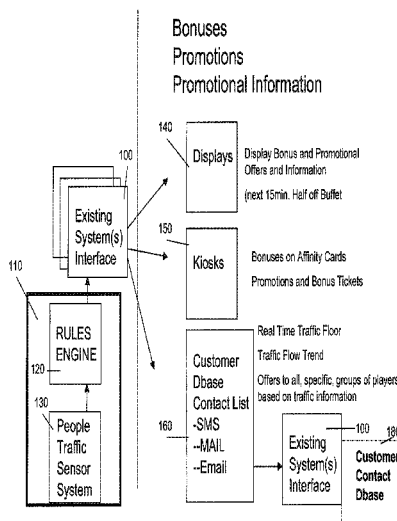 Bonuses
Promotions
Promotional Information
100
140
Displays
Display Bonus and Promotional
Offers and Information
(next 15min. Half off Buffet
Existing
System(s)
Interface
150
Kiosks
Bonuses on Affinity Cards
Promotions and Bonus Tickets
110
RULES
ENGINE
120
130
People
Traffic
Sensor
System
Real Time Traffic Floor
Traffic Flow Trend
Offers to all, specific, groups of players
based on traffic information
Customer
Dbase
Contact List
-SMS
--MAIL
--Email
160
100
Existing
System(s)
Interface
180
Customer
Contact
Dbase